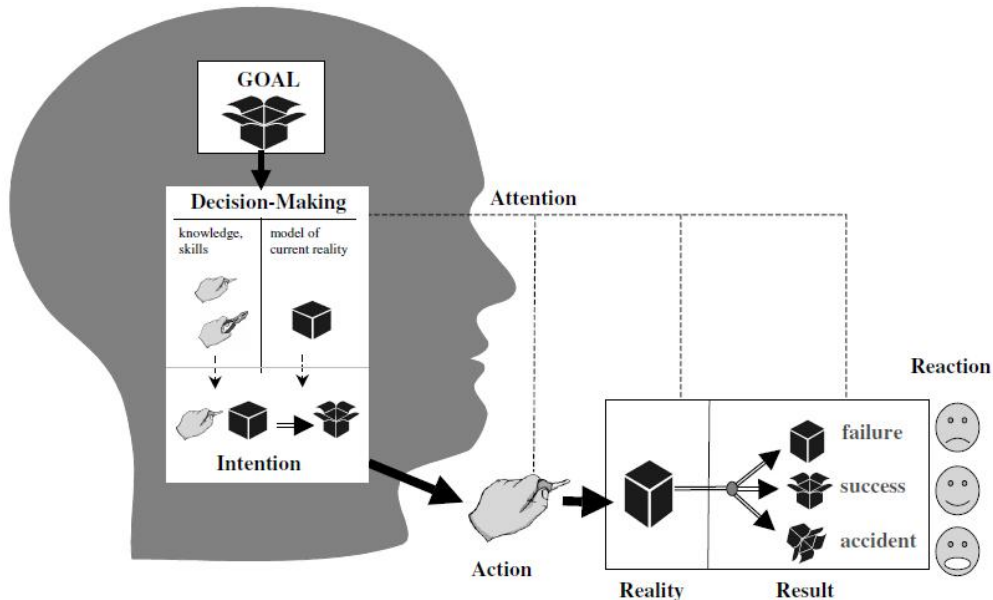 GOAL
Decision-Making
knowledge,
skills
model of
current reality
Intention
Attention
Action
Reality
Result
failure
success
accident
Reaction